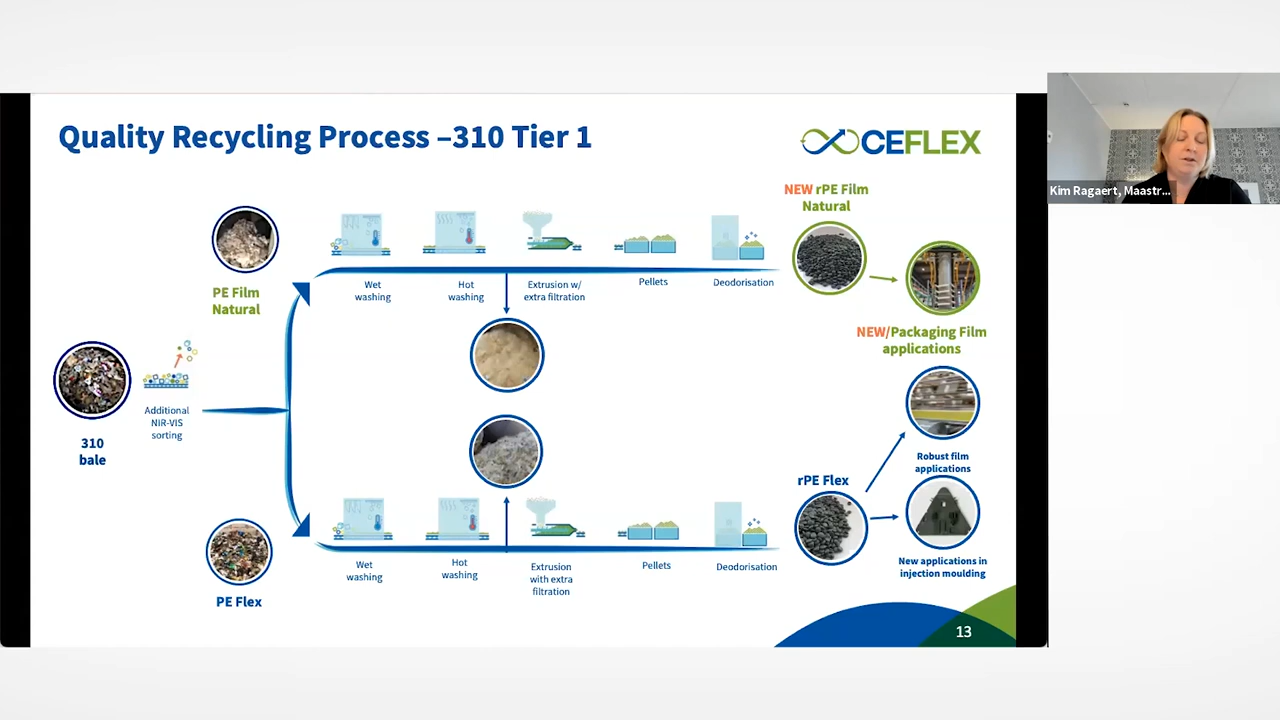 Quality Recycling Process –310 Tier 1
CEFLEX
Kim Ragaert, Maastr...
NEW rPE Film
Natural
PE Film
Natural
Wet
washing
Hot
washing
Extrusion w/
extra filtration
Pellets
Deodorisation
NEW/Packaging Film
applications
310
bale
Additional
NIR-VIS
sorting
Robust film
applications
rPE Flex
New applications in
injection moulding
PE Flex
Wet
washing
Hot
washing
Extrusion
with extra
filtration
Pellets
Deodorisation
13